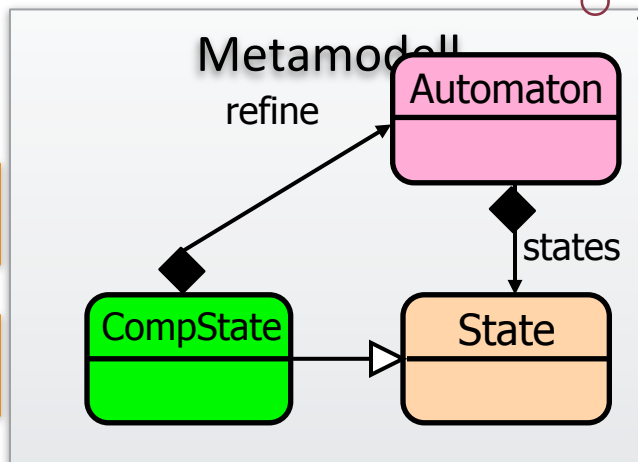 Metamodell
Automaton
refine
states
CompState
State